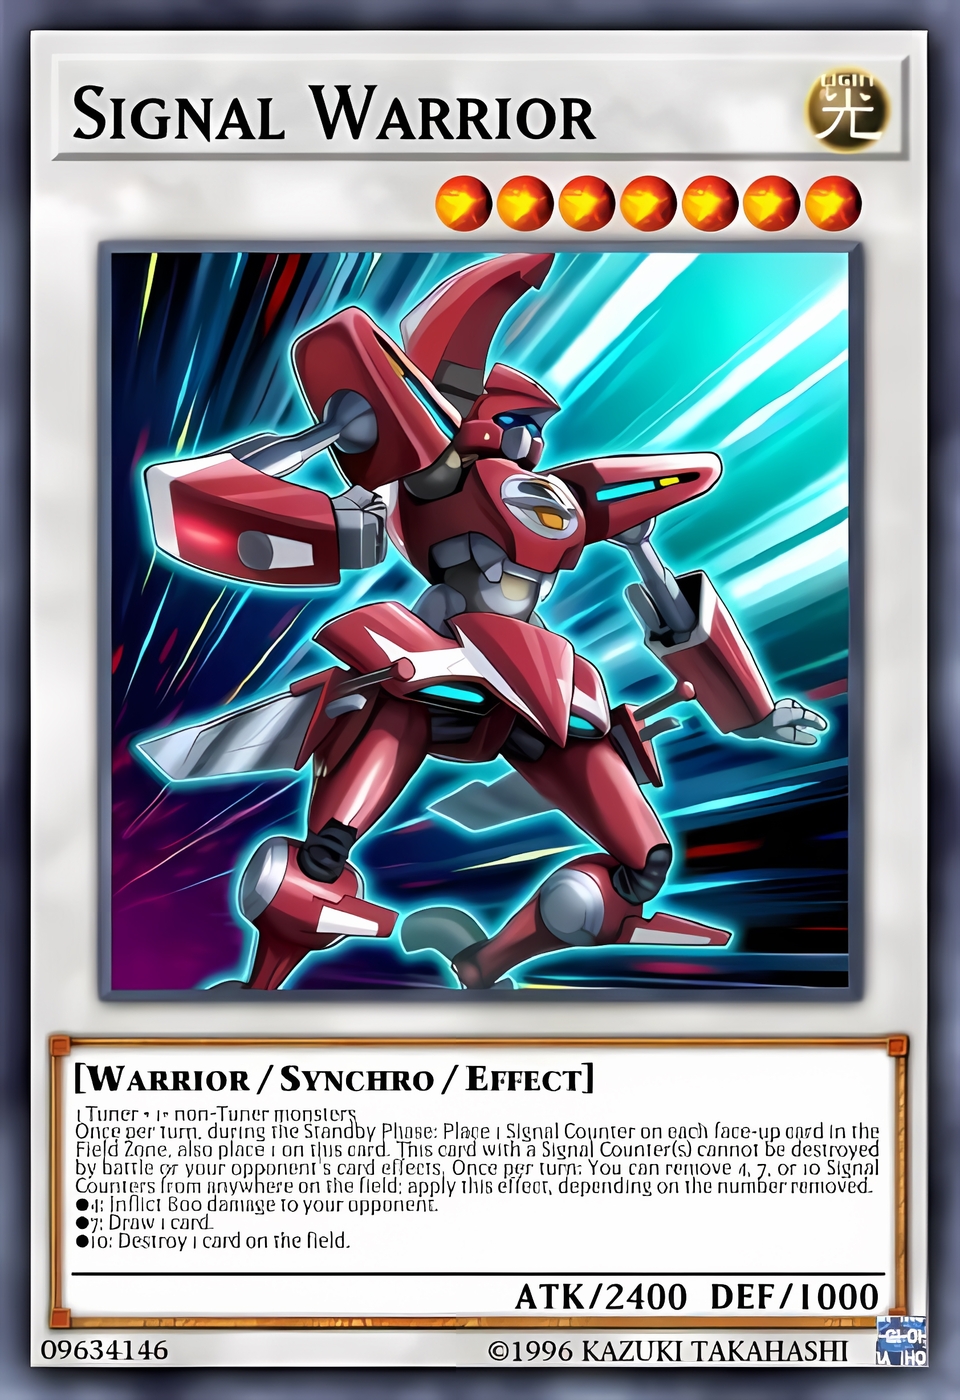 Signal Warrior
光
[Warrior / Synchro / Effect]
1 Tuner + 1+ non-Tuner monsters
Once per turn, during the Standby Phase: Place 1 Signal Counter on each face-up card in the
Field Zone, also place 1 on this card. This card with a Signal Counter(s) cannot be destroyed
by battle or your opponent's card effects. Once per turn: You can remove 4, 7, or 10 Signal
Counters from anywhere on the field; apply this effect, depending on the number removed.
●4: Inflict 800 damage to your opponent.
●7: Draw 1 card.
●10: Destroy 1 card on the field.
ATK/2400 DEF/1000
09634146 ©1996 KAZUKI TAKAHASHI